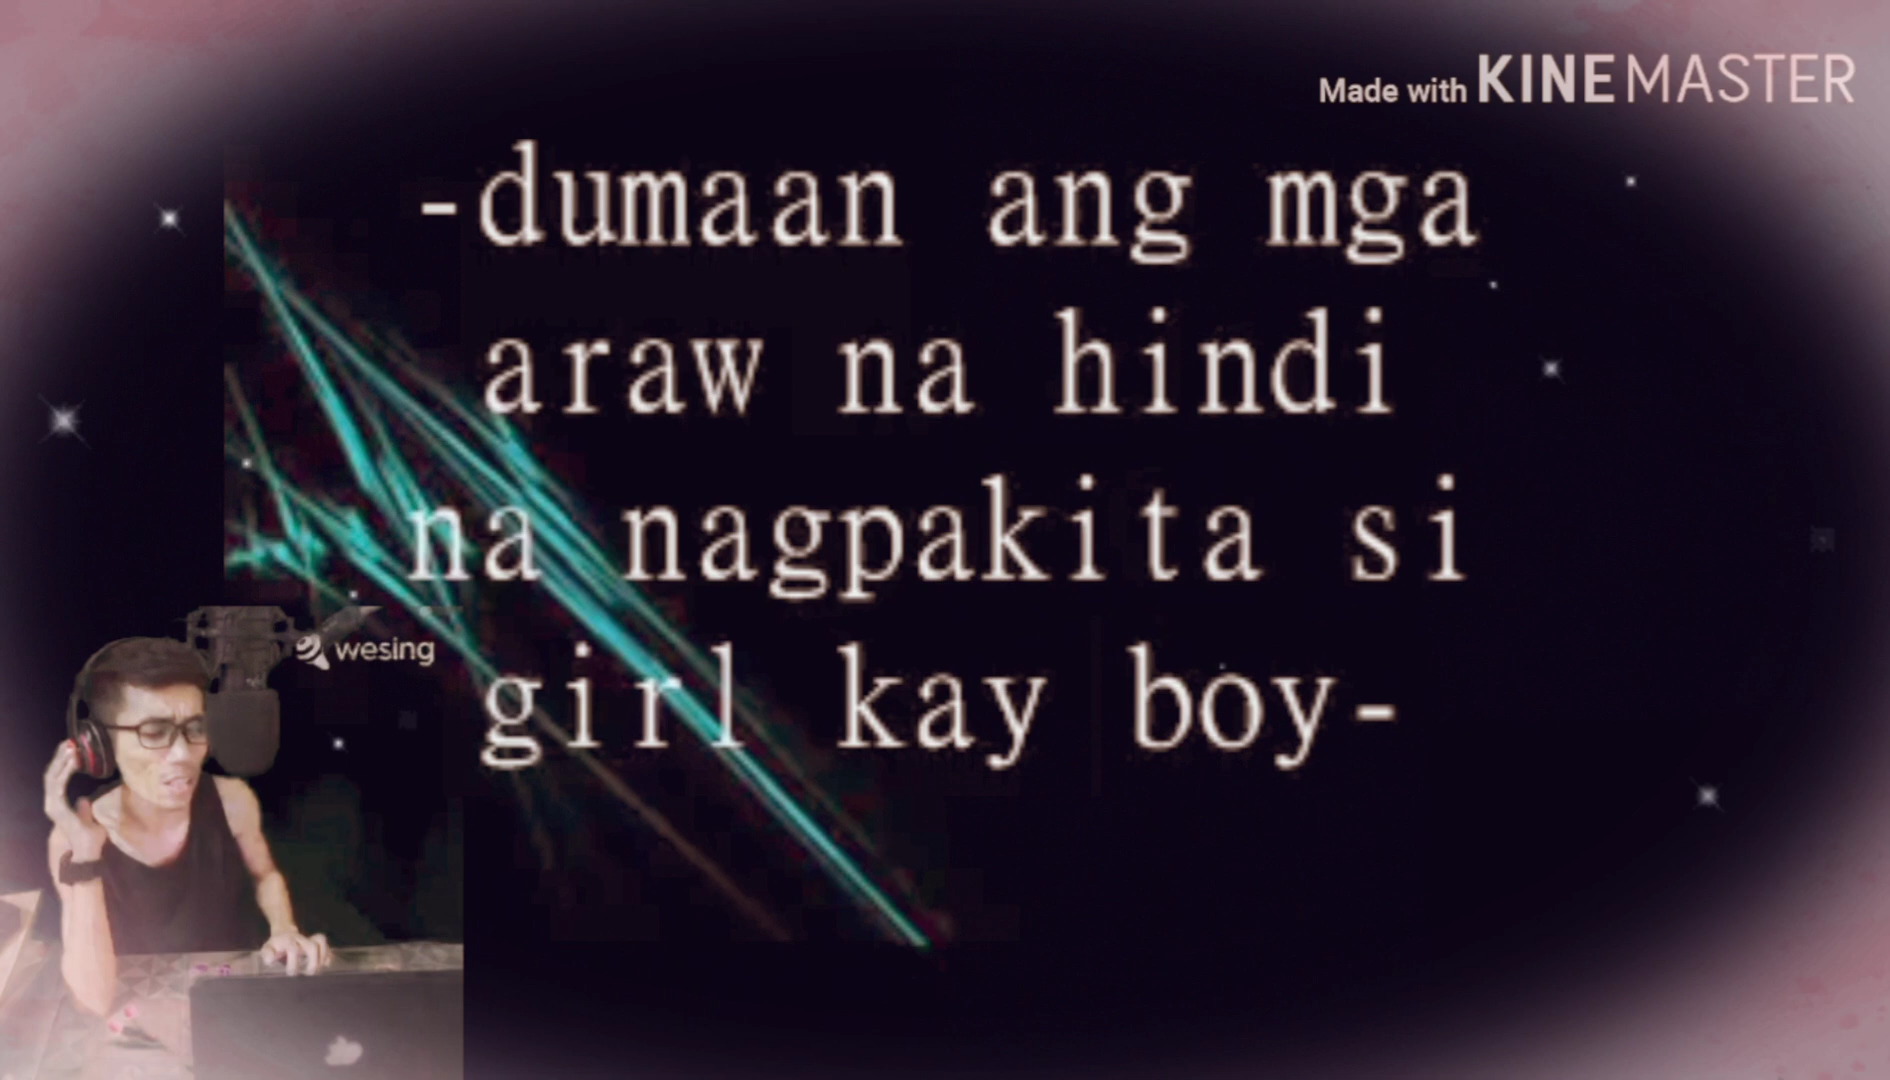 Made with KINEMASTER
-dumaan ang mga
araw na hindi
na nagpakita si
girl kay boy-
wesing